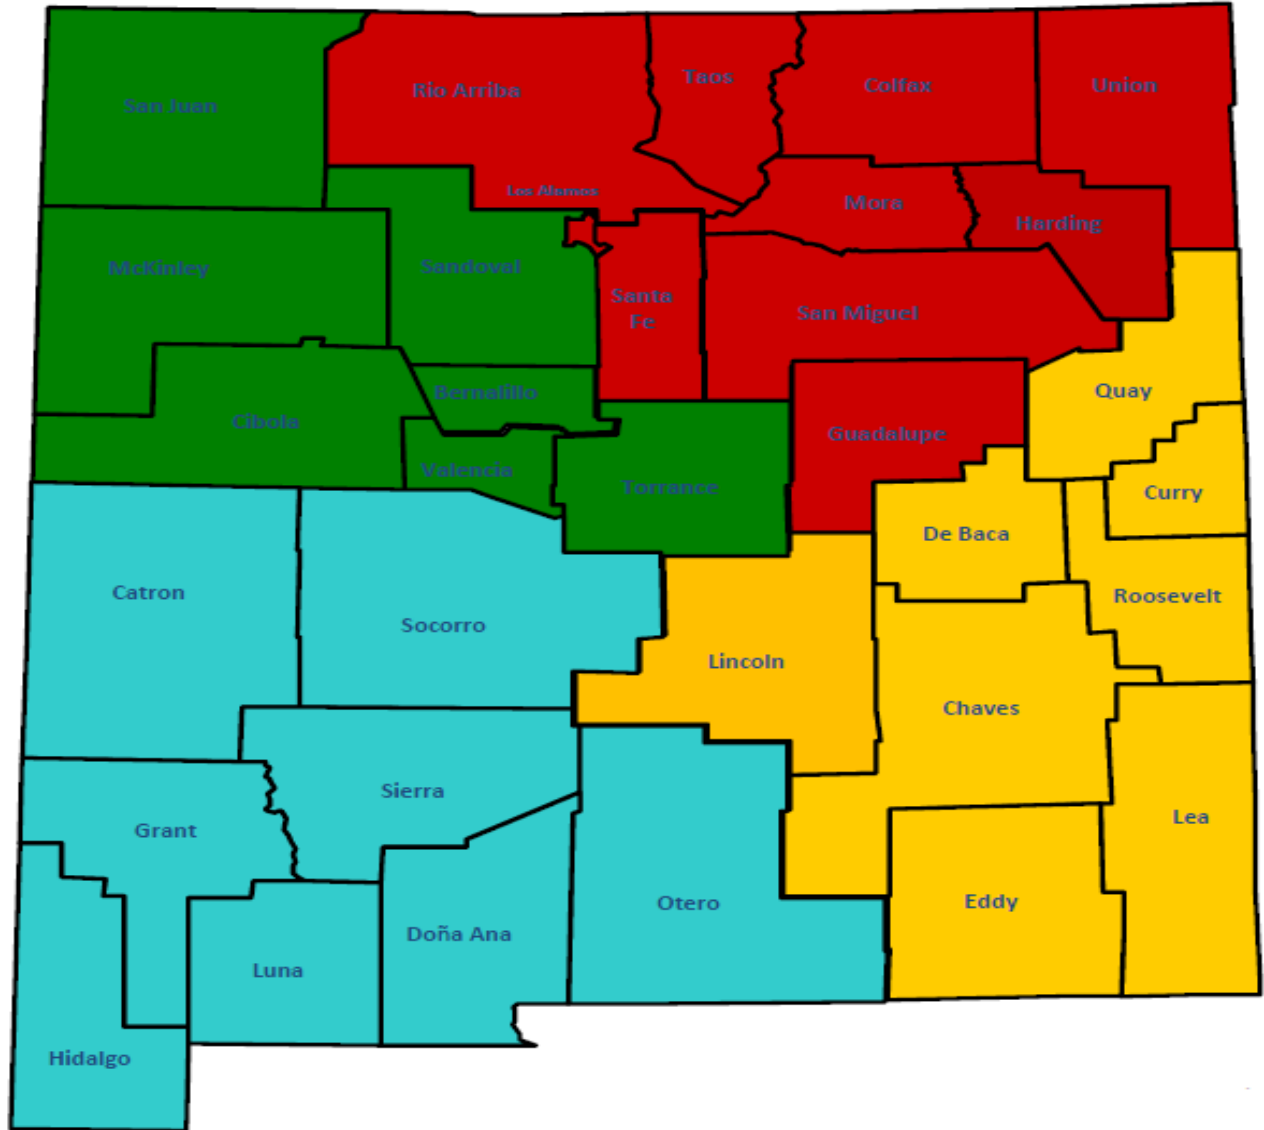 Taos
Colfax
Union
Rio Arriba
San Juan
Los Alamos
Mora
Harding
McKinley
Sandoval
Santa
Fe
San Miguel
Quay
Bernalillo
Cibola
Guadalupe
Valencia
Torrance
Curry
De Baca
Catron
Roosevelt
Socorro
Lincoln
Chaves
Sierra
Grant
Lea
Otero
Eddy
Doña Ana
Luna
Hidalgo